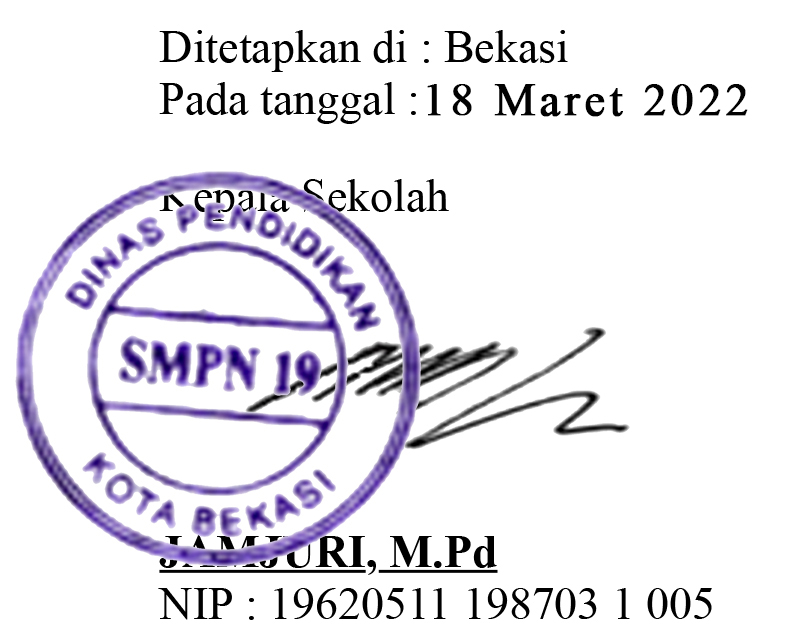 Ditetapkan di : Bekasi
Pada tanggal :18 Maret 2022
Kepala Sekolah
DINAS PENDIDIKAN
SMPN 19
KOTA BEKASI
JAMJURI, M.Pd
NIP : 19620511 198703 1 005